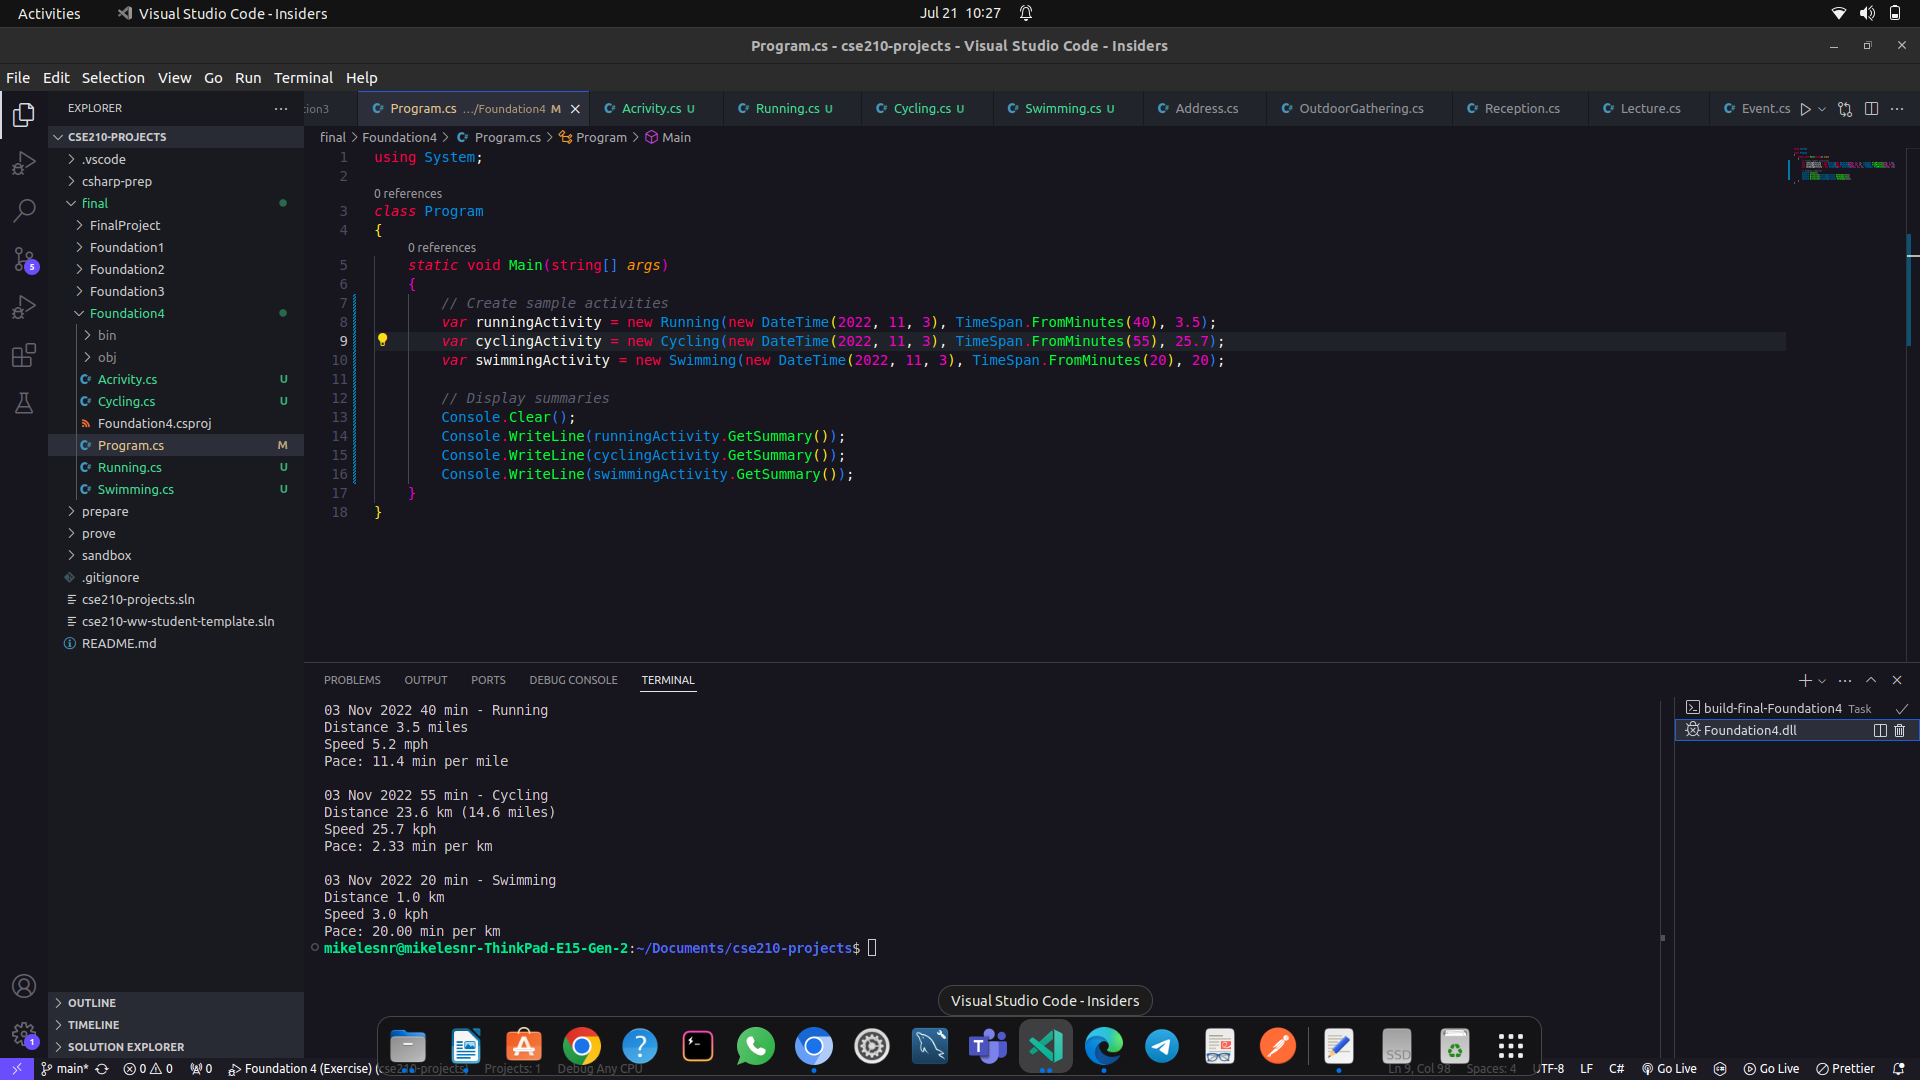 Activities
Visual Studio Code - Insiders
Jul 21 10:27
Program.cs - cse210-projects - Visual Studio Code - Insiders
File Edit Selection View Go Run Terminal Help
EXPLORER
ion3
Program.cs .../Foundation4 M
Acrivity.cs U
Running.cs U
Cycling.cs U
Swimming.cs U
Address.cs
OutdoorGathering.cs
Reception.cs
Lecture.cs
Event.cs
CSE210-PROJECTS
.vscode
csharp-prep
final
FinalProject
Foundation1
Foundation2
Foundation3
Foundation4
bin
obj
Acrivity.cs U
Cycling.cs U
Foundation4.csproj
Program.cs M
Running.cs U
Swimming.cs U
prepare
prove
sandbox
.gitignore
cse210-projects.sln
cse210-ww-student-template.sln
README.md
OUTLINE
TIMELINE
SOLUTION EXPLORER
final > Foundation4 > Program.cs > Program > Main
1 using System;
2
0 references
3 class Program
4 {
0 references
5 static void Main(string[] args)
6 {
7 // Create sample activities
8 var runningActivity = new Running(new DateTime(2022, 11, 3), TimeSpan.FromMinutes(40), 3.5);
9 var cyclingActivity = new Cycling(new DateTime(2022, 11, 3), TimeSpan.FromMinutes(55), 25.7);
10 var swimmingActivity = new Swimming(new DateTime(2022, 11, 3), TimeSpan.FromMinutes(20), 20);
11
12 // Display summaries
13 Console.Clear();
14 Console.WriteLine(runningActivity.GetSummary());
15 Console.WriteLine(cyclingActivity.GetSummary());
16 Console.WriteLine(swimmingActivity.GetSummary());
17 }
18 }
PROBLEMS OUTPUT PORTS DEBUG CONSOLE TERMINAL
03 Nov 2022 40 min - Running
Distance 3.5 miles
Speed 5.2 mph
Pace: 11.4 min per mile
03 Nov 2022 55 min - Cycling
Distance 23.6 km (14.6 miles)
Speed 25.7 kph
Pace: 2.33 min per km
03 Nov 2022 20 min - Swimming
Distance 1.0 km
Speed 3.0 kph
Pace: 20.00 min per km
mikelesnr@mikelesnr-ThinkPad-E15-Gen-2:~/Documents/cse210-projects$
build-final-Foundation4 Task
Foundation4.dll
Visual Studio Code - Insiders
SSD
5
1
main* 0 0 0 Foundation 4 (Exercise) (cse210-projects) Projects: 1 Debug Any CPU
Ln 9, Col 98 Spaces: 4 UTF-8 LF C# Go Live Go Live Prettier